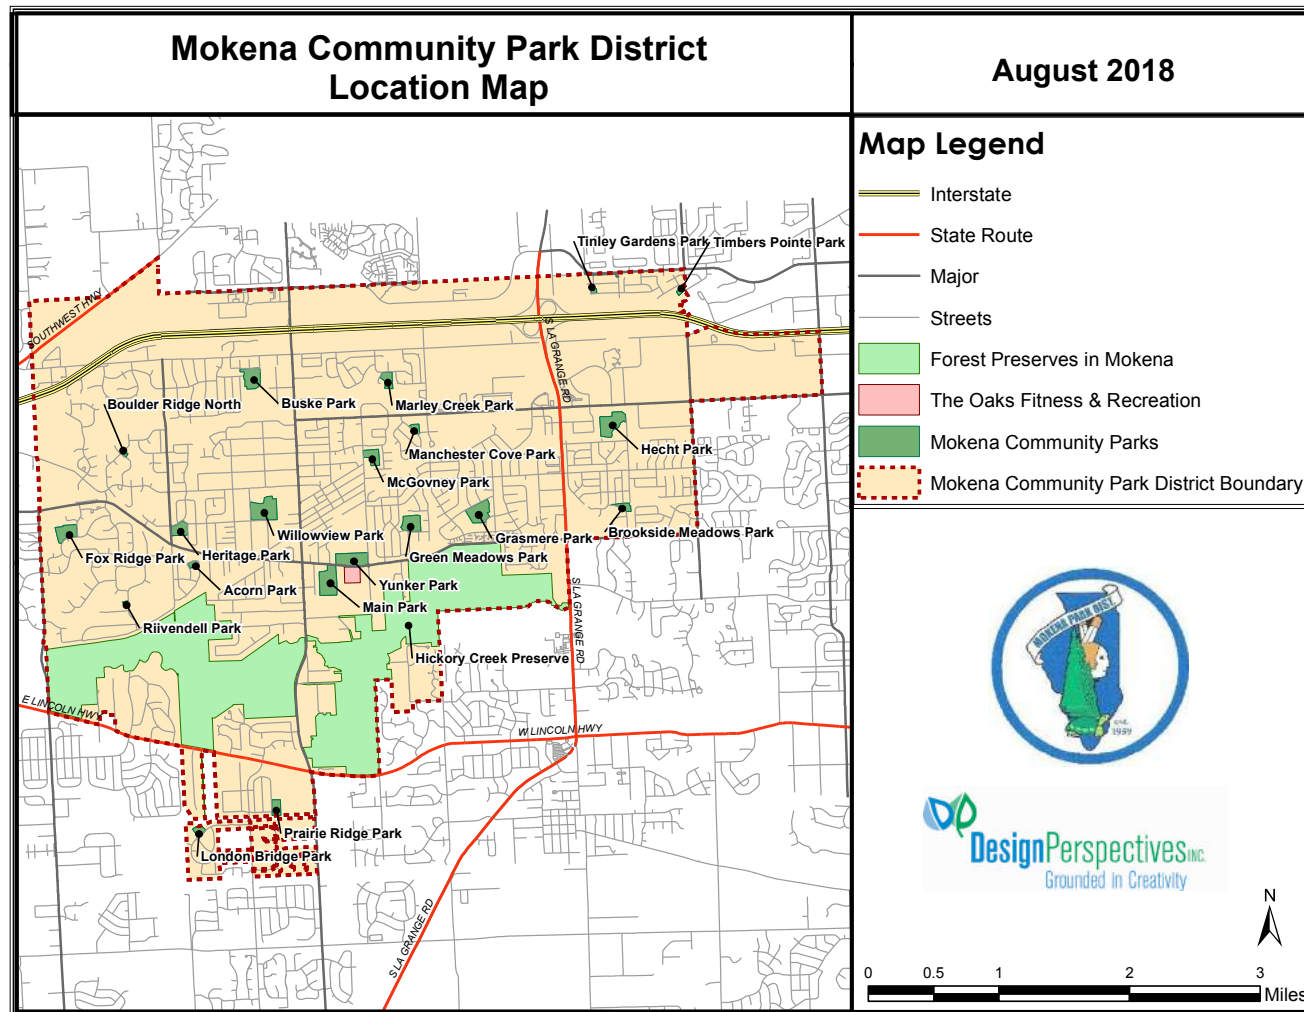 Mokena Community Park District
Location Map
August 2018
Map Legend
Interstate
State Route
Major
Streets
Forest Preserves in Mokena
The Oaks Fitness & Recreation
Mokena Community Parks
Mokena Community Park District Boundary
Tinley Gardens Park
Timbers Pointe Park
SOUTHWEST HWY
S LA GRANGE RD
Boulder Ridge North
Buske Park
Marley Creek Park
Manchester Cove Park
Hecht Park
McGovney Park
Willowview Park
Grasmere Park
Brookside Meadows Park
Fox Ridge Park
Heritage Park
Green Meadows Park
Acorn Park
Yunker Park
Main Park
S LA GRANGE RD
Riivendell Park
Hickory Creek Preserve
E LINCOLN HWY
W LINCOLN HWY
Prairie Ridge Park
London Bridge Park
S LA GRANGE RD
MOKENA PARK DIST.
EST.
1959
DesignPerspectives INC.
Grounded in Creativity
N
0 0.5 1 2 3
Miles